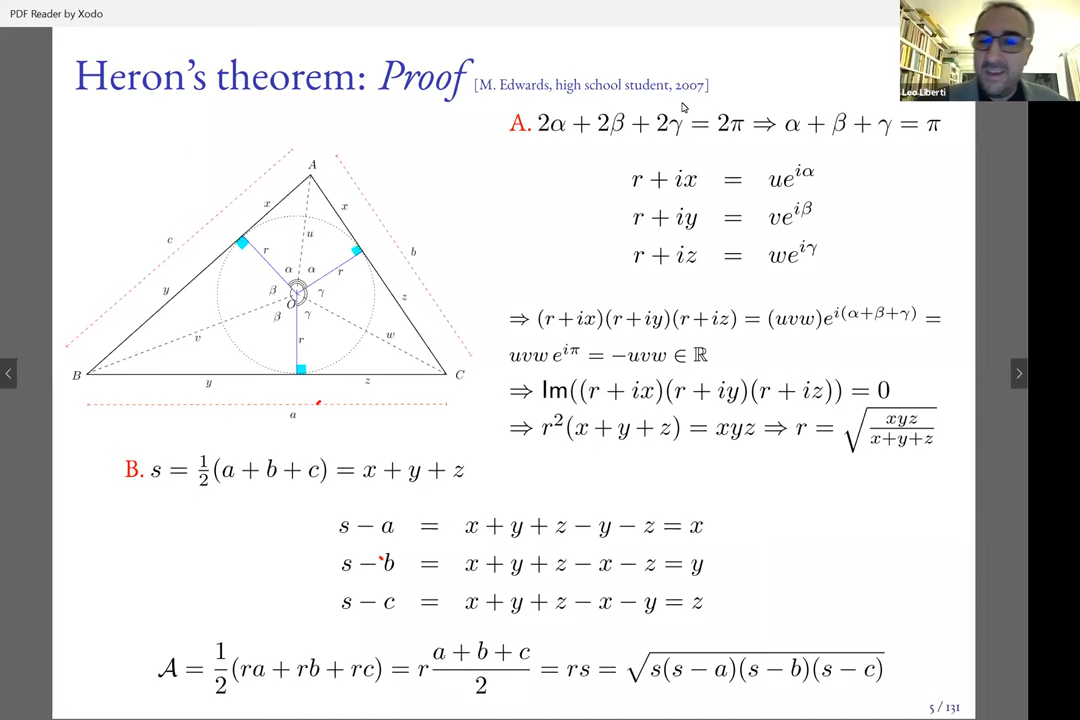 PDF Reader by Xodo
Heron's theorem: Proof [M. Edwards, high school student, 2007]
Leo Liberti
A. 2α + 2β + 2γ = 2π ⇒ α + β + γ = π
r + ix = ue^{iα}
r + iy = ve^{iβ}
r + iz = we^{iγ}
⇒ (r+ix)(r+iy)(r+iz) = (uvw)e^{i(α+β+γ)} =
uvw e^{iπ} = −uvw ∈ ℝ
⇒ Im((r + ix)(r + iy)(r + iz)) = 0
⇒ r²(x + y + z) = xyz ⇒ r = √(xyz/(x+y+z))
A
x x
c u b
r α α r
y β O γ z
β γ
v r w
B y z C
a
B. s = ½(a + b + c) = x + y + z
s − a = x + y + z − y − z = x
s − b = x + y + z − x − z = y
s − c = x + y + z − x − y = z
𝒜 = 1/2 (ra + rb + rc) = r (a + b + c)/2 = rs = √(s(s − a)(s − b)(s − c))
5 / 131